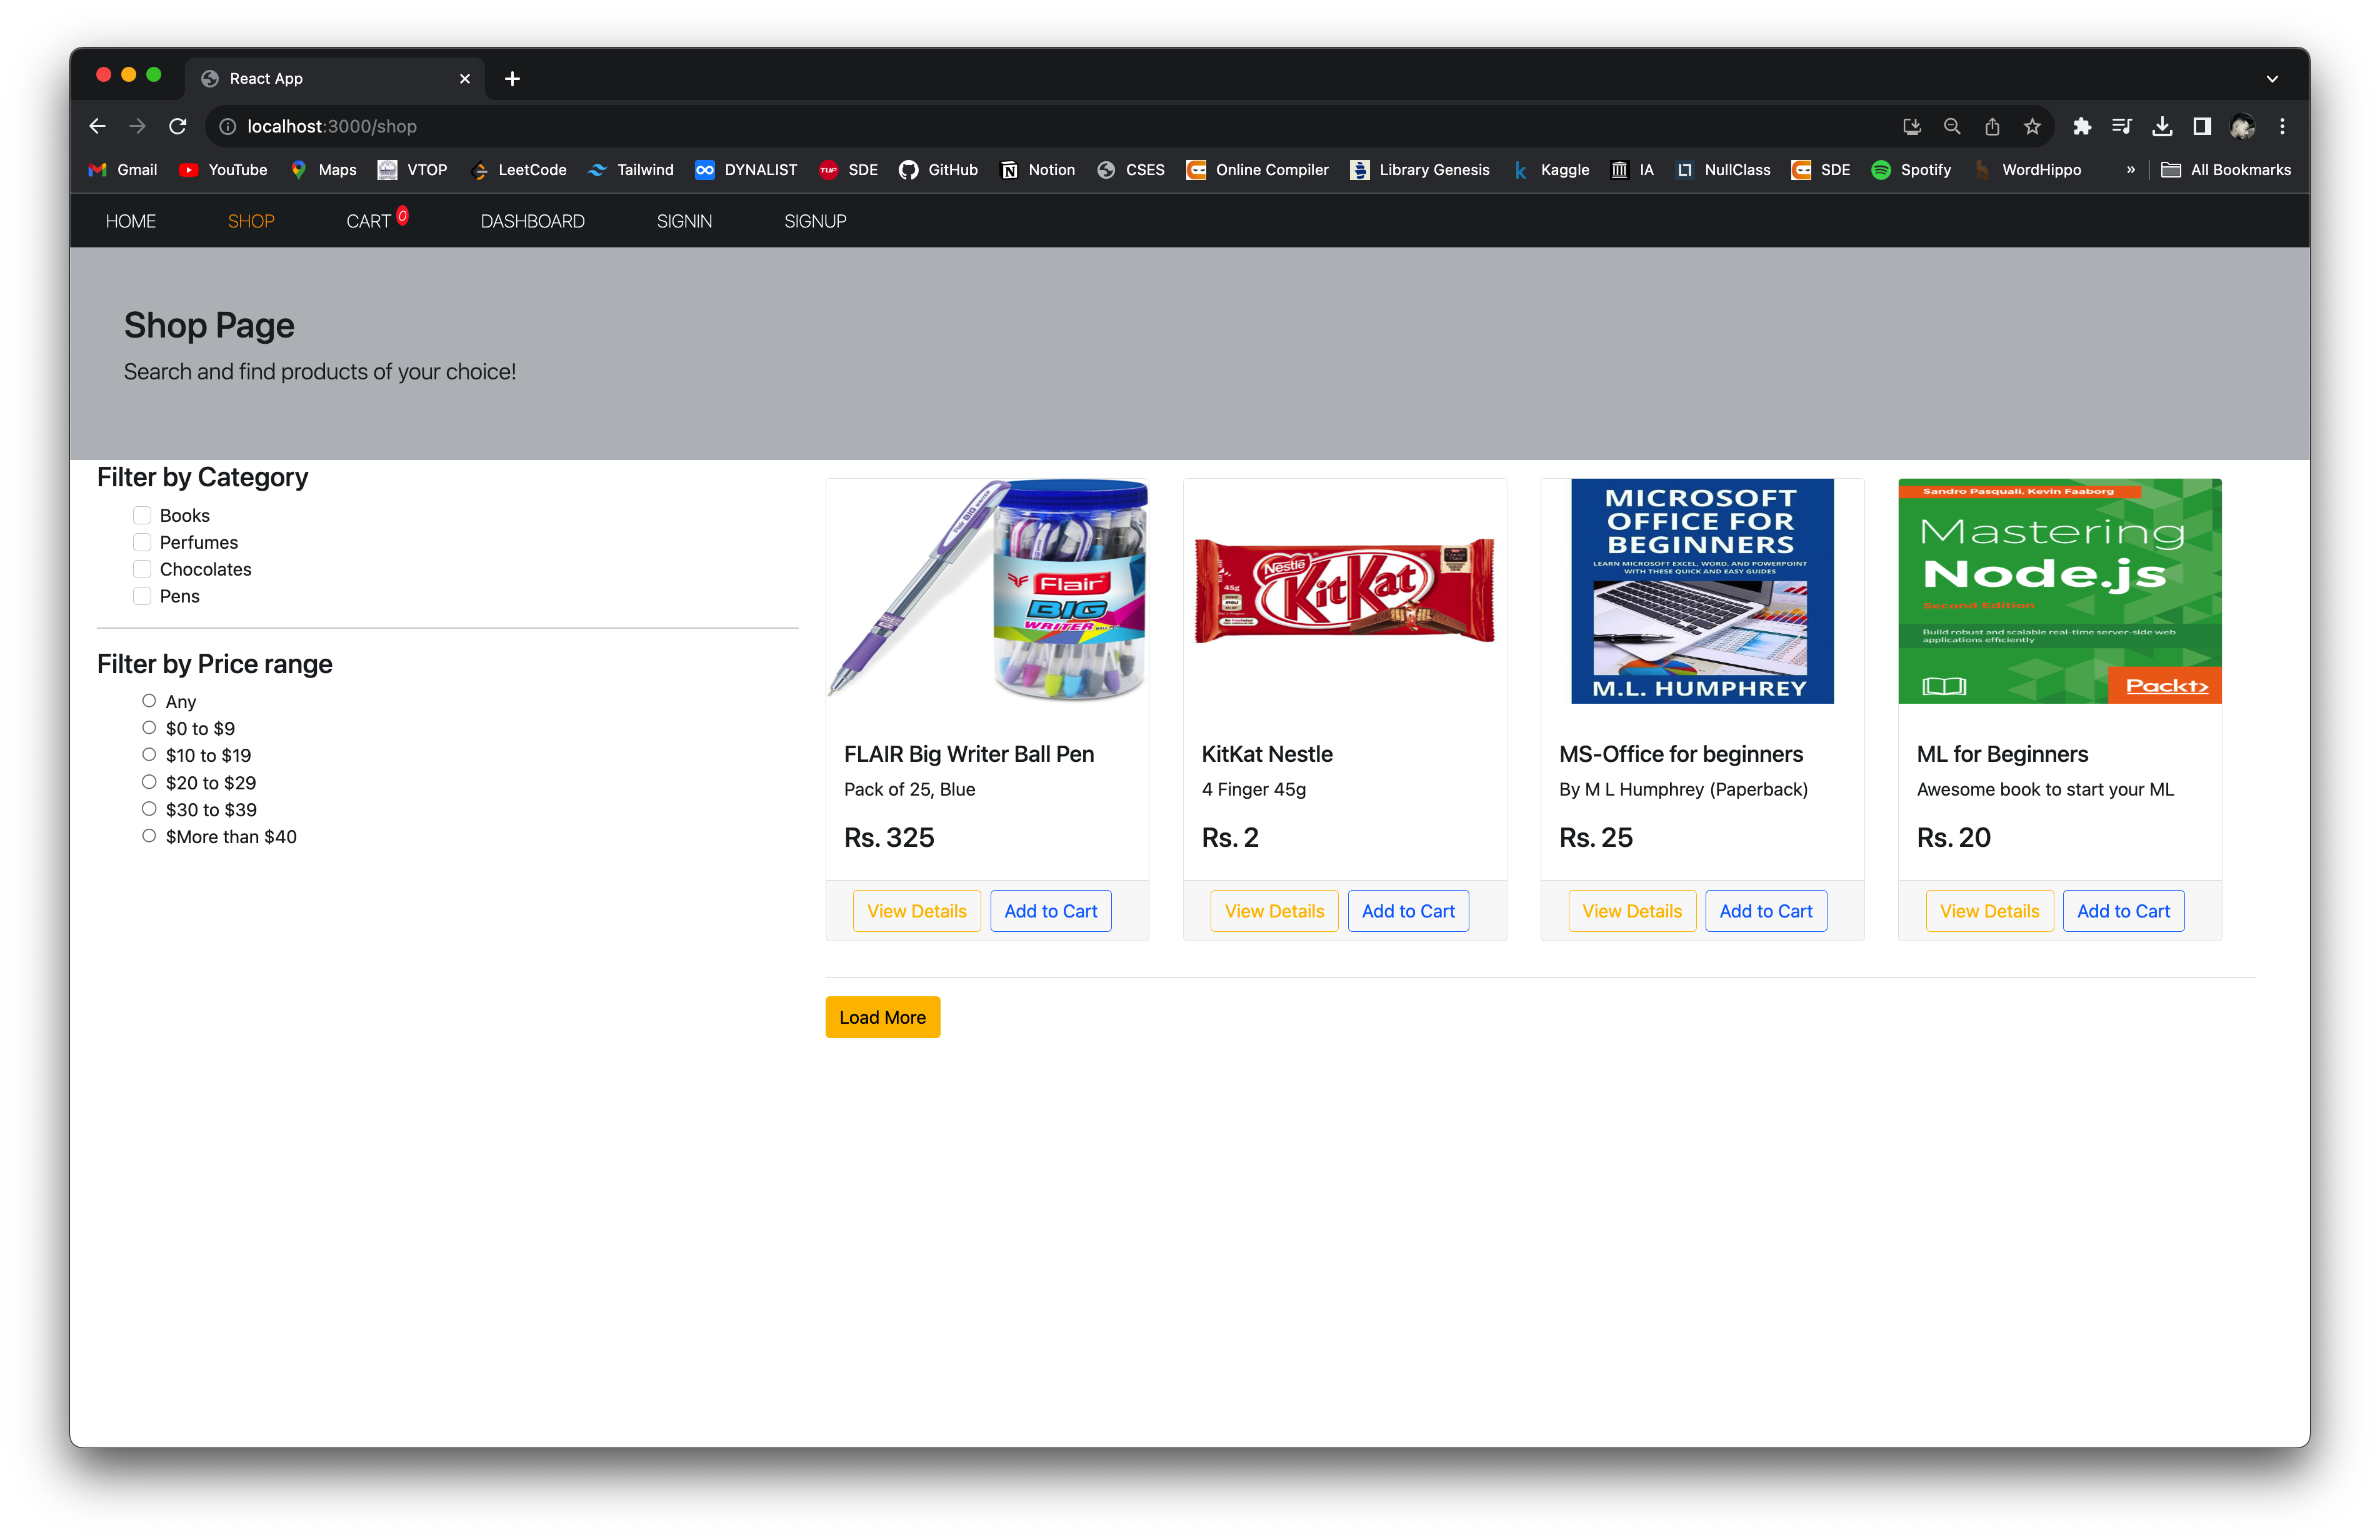 React App
localhost:3000/shop
Gmail YouTube Maps VTOP LeetCode Tailwind DYNALIST TUF SDE GitHub Notion CSES Online Compiler Library Genesis Kaggle IA NullClass SDE Spotify WordHippo » All Bookmarks
HOME SHOP CART 0 DASHBOARD SIGNIN SIGNUP
Shop Page
Search and find products of your choice!
Filter by Category
Books
Perfumes
Chocolates
Pens
Filter by Price range
Any
$0 to $9
$10 to $19
$20 to $29
$30 to $39
$More than $40
Flair BIG WRITER
Flair
BIG
WRITER BALL PEN
FLAIR Big Writer Ball Pen
Pack of 25, Blue
Rs. 325
View Details Add to Cart
Nestle
KitKat
45g
KitKat Nestle
4 Finger 45g
Rs. 2
View Details Add to Cart
MICROSOFT
OFFICE FOR
BEGINNERS
LEARN MICROSOFT EXCEL, WORD, AND POWERPOINT
WITH THESE QUICK AND EASY GUIDES
M.L. HUMPHREY
MS-Office for beginners
By M L Humphrey (Paperback)
Rs. 25
View Details Add to Cart
Sandro Pasquali, Kevin Faaborg
Mastering
Node.js
Second Edition
Build robust and scalable real-time server-side web
applications efficiently
Packt>
ML for Beginners
Awesome book to start your ML
Rs. 20
View Details Add to Cart
Load More